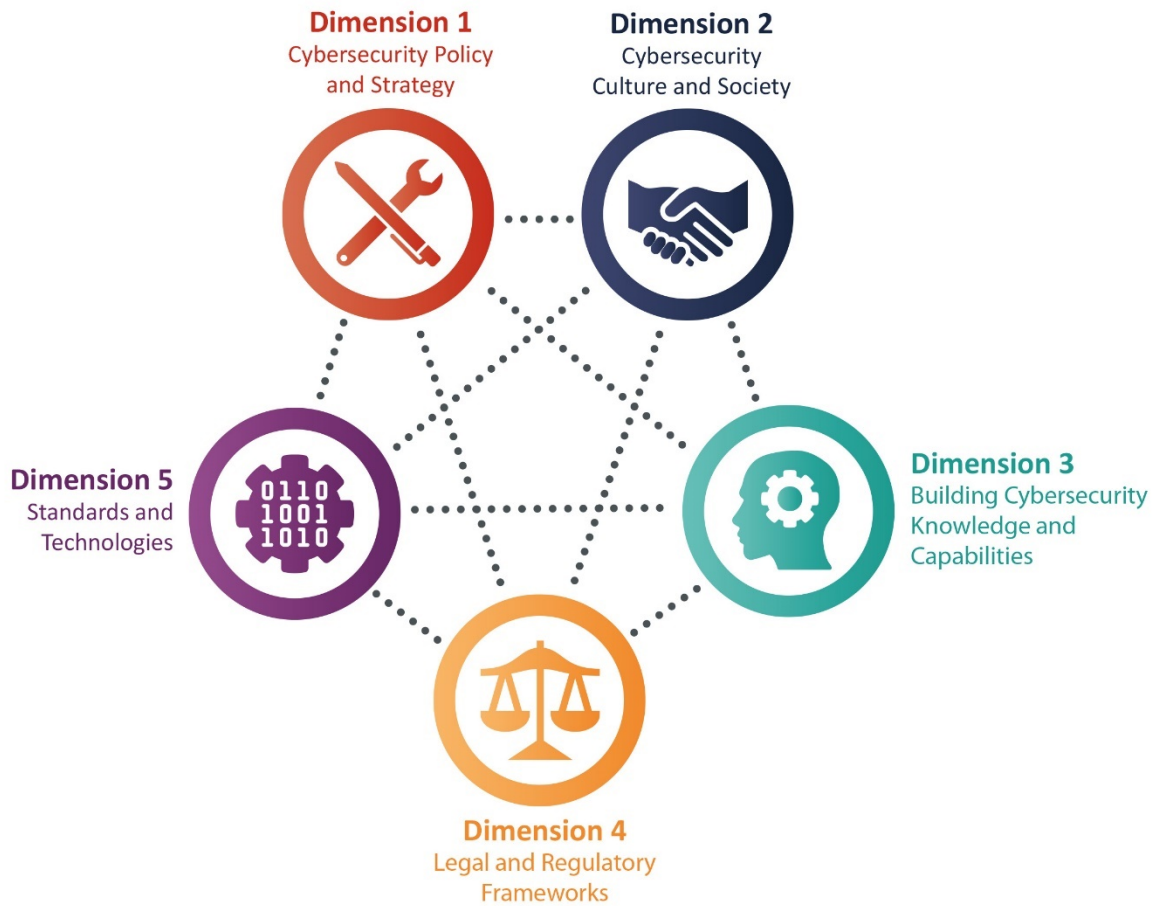 Dimension 1
Cybersecurity Policy
and Strategy
Dimension 2
Cybersecurity
Culture and Society
Dimension 3
Building Cybersecurity
Knowledge and
Capabilities
Dimension 4
Legal and Regulatory
Frameworks
Dimension 5
Standards and
Technologies
0110
1001
1010